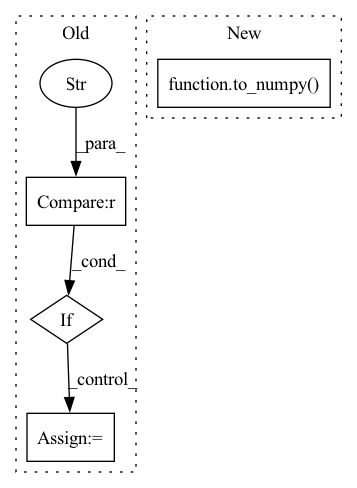 Old
New
Str
function.to_numpy()
_para_
Compare:r
_cond_
If
_control_
Assign:=